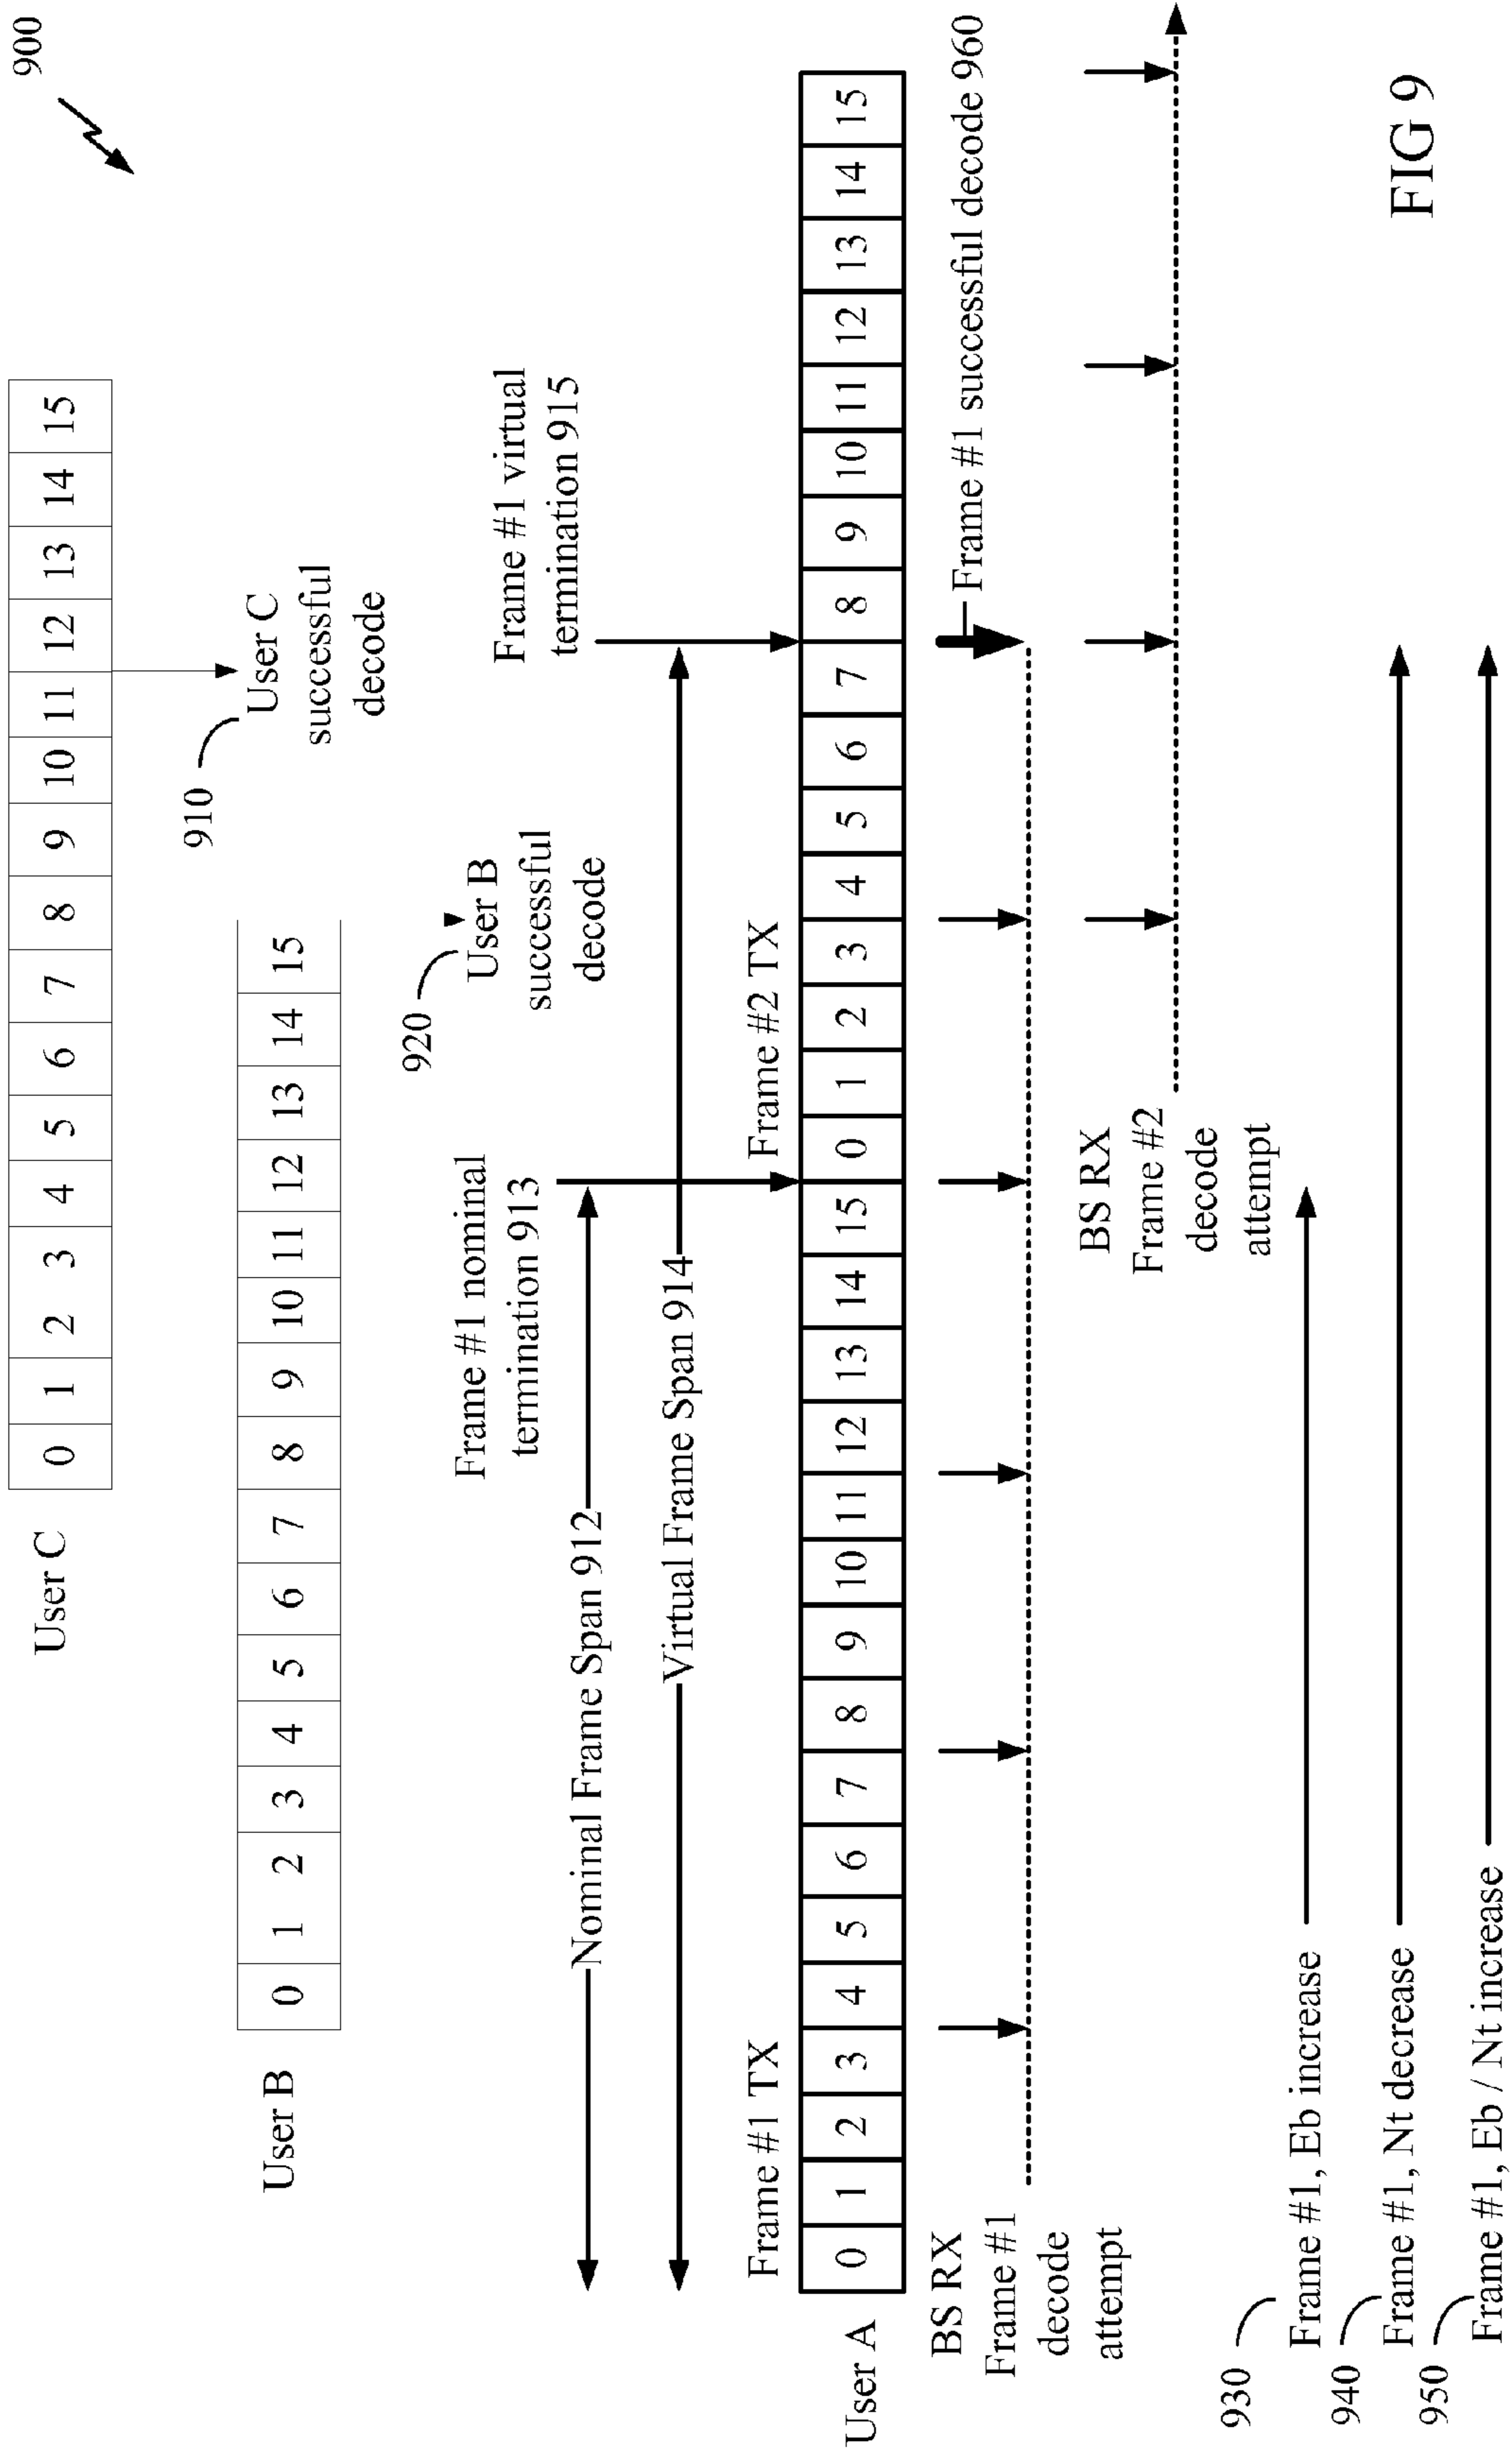 900
User C
0 1 2 3 4 5 6 7 8 9 10 11 12 13 14 15
910
User C
successful
decode
User B
0 1 2 3 4 5 6 7 8 9 10 11 12 13 14 15
920
User B
successful
decode
Frame #1 nominal
termination 913
Frame #1 virtual
termination 915
Nominal Frame Span 912
Virtual Frame Span 914
Frame #1 TX
Frame #2 TX
User A
0 1 2 3 4 5 6 7 8 9 10 11 12 13 14 15 0 1 2 3 4 5 6 7 8 9 10 11 12 13 14 15
BS RX
Frame #1
decode
attempt
Frame #1 successful decode 960
BS RX
Frame #2
decode
attempt
930
Frame #1, Eb increase
940
Frame #1, Nt decrease
950
Frame #1, Eb / Nt increase
FIG 9